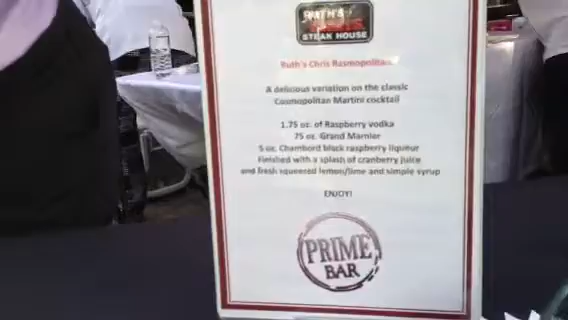 RUTH'S
CHRIS
STEAK HOUSE
Ruth's Chris Rasmopolitan
A delicious variation on the classic
Cosmopolitan Martini cocktail
1.75 oz. of Raspberry vodka
75 oz. Grand Marnier
5 oz. Chambord black raspberry liqueur
Finished with a splash of cranberry juice
and fresh squeezed lemon/lime and simple syrup
ENJOY!
PRIME
BAR